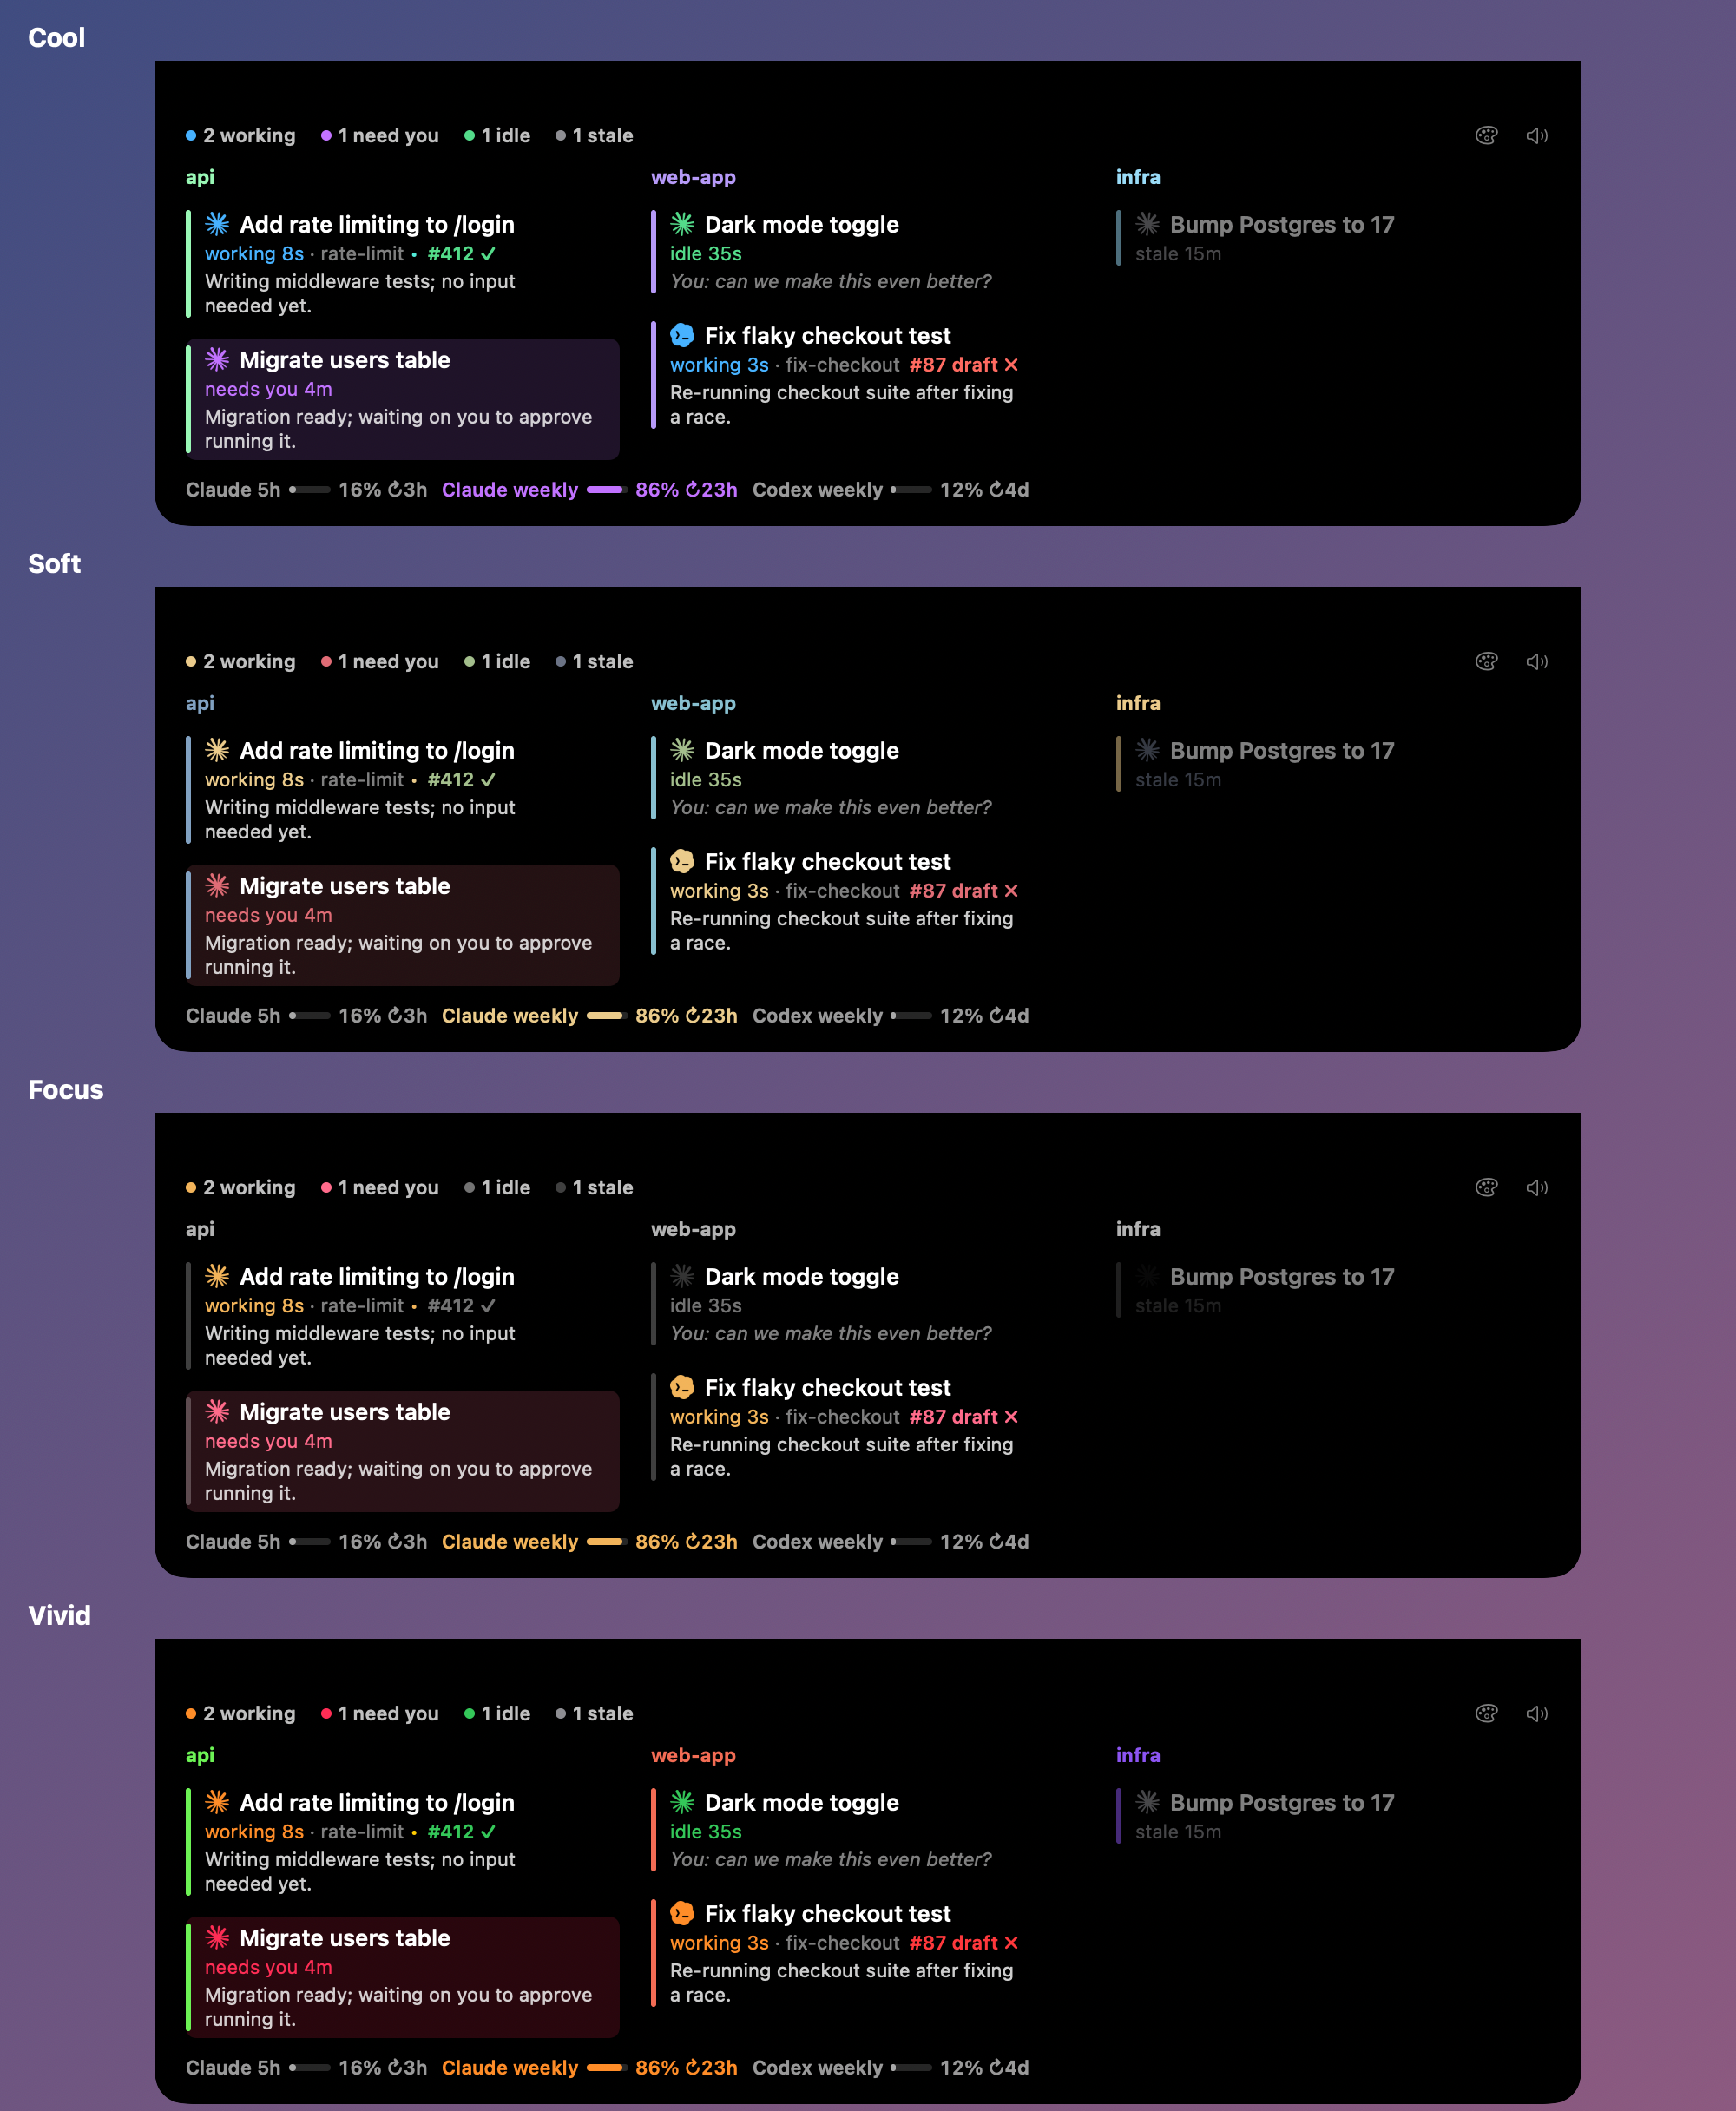 Cool
2 working 1 need you 1 idle 1 stale
api
Add rate limiting to /login
working 8s · rate-limit • #412 ✓
Writing middleware tests; no input
needed yet.
Migrate users table
needs you 4m
Migration ready; waiting on you to approve
running it.
web-app
Dark mode toggle
idle 35s
You: can we make this even better?
Fix flaky checkout test
working 3s · fix-checkout #87 draft ✕
Re-running checkout suite after fixing
a race.
infra
Bump Postgres to 17
stale 15m
Claude 5h 16% ↻3h Claude weekly 86% ↻23h Codex weekly 12% ↻4d
Soft
2 working 1 need you 1 idle 1 stale
api
Add rate limiting to /login
working 8s · rate-limit • #412 ✓
Writing middleware tests; no input
needed yet.
Migrate users table
needs you 4m
Migration ready; waiting on you to approve
running it.
web-app
Dark mode toggle
idle 35s
You: can we make this even better?
Fix flaky checkout test
working 3s · fix-checkout #87 draft ✕
Re-running checkout suite after fixing
a race.
infra
Bump Postgres to 17
stale 15m
Claude 5h 16% ↻3h Claude weekly 86% ↻23h Codex weekly 12% ↻4d
Focus
2 working 1 need you 1 idle 1 stale
api
Add rate limiting to /login
working 8s · rate-limit • #412 ✓
Writing middleware tests; no input
needed yet.
Migrate users table
needs you 4m
Migration ready; waiting on you to approve
running it.
web-app
Dark mode toggle
idle 35s
You: can we make this even better?
Fix flaky checkout test
working 3s · fix-checkout #87 draft ✕
Re-running checkout suite after fixing
a race.
infra
Bump Postgres to 17
stale 15m
Claude 5h 16% ↻3h Claude weekly 86% ↻23h Codex weekly 12% ↻4d
Vivid
2 working 1 need you 1 idle 1 stale
api
Add rate limiting to /login
working 8s · rate-limit • #412 ✓
Writing middleware tests; no input
needed yet.
Migrate users table
needs you 4m
Migration ready; waiting on you to approve
running it.
web-app
Dark mode toggle
idle 35s
You: can we make this even better?
Fix flaky checkout test
working 3s · fix-checkout #87 draft ✕
Re-running checkout suite after fixing
a race.
infra
Bump Postgres to 17
stale 15m
Claude 5h 16% ↻3h Claude weekly 86% ↻23h Codex weekly 12% ↻4d